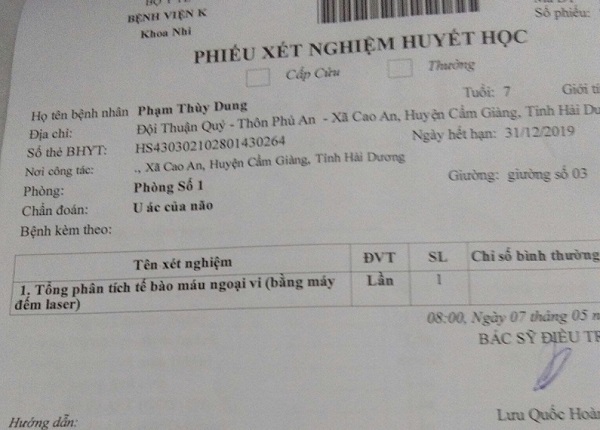 BỆNH VIỆN K
Khoa Nhi
Số phiếu:
PHIẾU XÉT NGHIỆM HUYẾT HỌC
Cấp Cứu Thường
Họ tên bệnh nhân Phạm Thùy Dung Tuổi: 7 Giới
Địa chỉ: Đội Thuận Quý - Thôn Phú An - Xã Cao An, Huyện Cẩm Giàng, Tỉnh Hải
Số thẻ BHYT: HS430302102801430264 Ngày hết hạn: 31/12/2019
Nơi công tác: ., Xã Cao An, Huyện Cẩm Giàng, Tỉnh Hải Dương
Phòng: Phòng Số 1 Giường: giường số 03
Chẩn đoán: U ác của não
Bệnh kèm theo:
Tên xét nghiệm ĐVT SL Chỉ số bình thường
1. Tổng phân tích tế bào máu ngoại vi (bằng máy Lần 1
đếm laser)
08:00, Ngày 07 tháng 05
BÁC SỸ ĐIỀU
Lưu Quốc
Hướng dẫn: